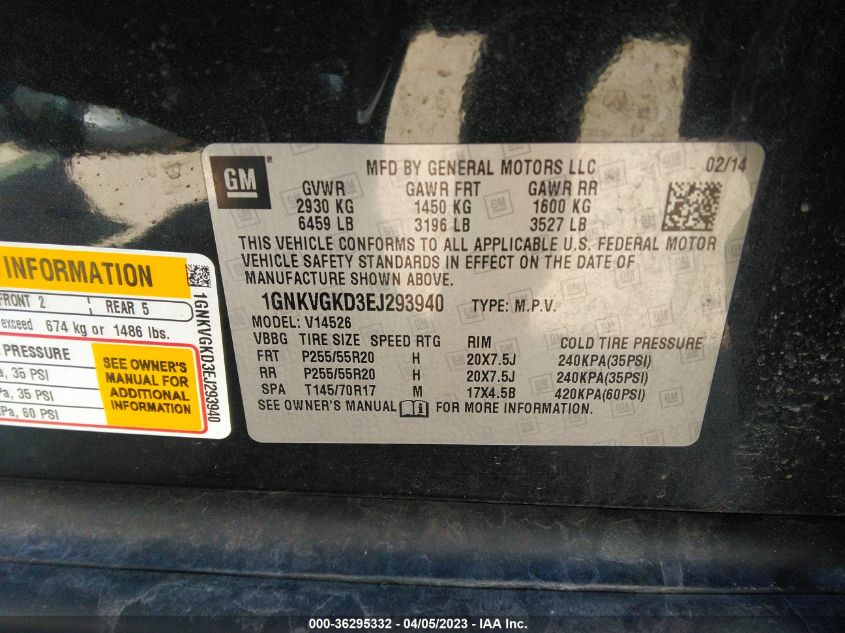 GM
MFD BY GENERAL MOTORS LLC 02/14
GVWR GAWR FRT GAWR RR
2930 KG 1450 KG 1600 KG
6459 LB 3196 LB 3527 LB
THIS VEHICLE CONFORMS TO ALL APPLICABLE U.S. FEDERAL MOTOR
VEHICLE SAFETY STANDARDS IN EFFECT ON THE DATE OF
MANUFACTURE SHOWN ABOVE.
1GNKVGKD3EJ293940 TYPE: M.P.V.
MODEL: V14526
VBBG TIRE SIZE SPEED RTG RIM COLD TIRE PRESSURE
FRT P255/55R20 H 20X7.5J 240KPA(35PSI)
RR P255/55R20 H 20X7.5J 240KPA(35PSI)
SPA T145/70R17 M 17X4.5B 420KPA(60PSI)
SEE OWNER'S MANUAL FOR MORE INFORMATION.
INFORMATION
FRONT 2 REAR 5
exceed 674 kg or 1486 lbs.
PRESSURE
a, 35 PSI
a, 35 PSI
Pa, 60 PSI
SEE OWNER'S
MANUAL FOR
ADDITIONAL
INFORMATION
1GNKVGKD3EJ293940
000-36295332 - 04/05/2023 - IAA Inc.